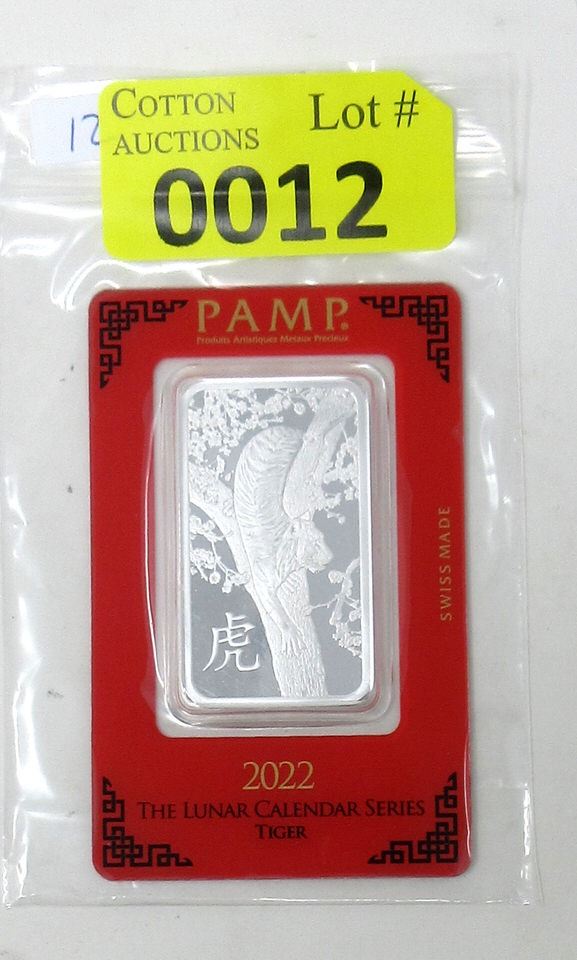 12
COTTON
AUCTIONS
Lot #
0012
PAMP.
Produits Artistiques Métaux Précieux
虎
SWISS MADE
2022
THE LUNAR CALENDAR SERIES
TIGER